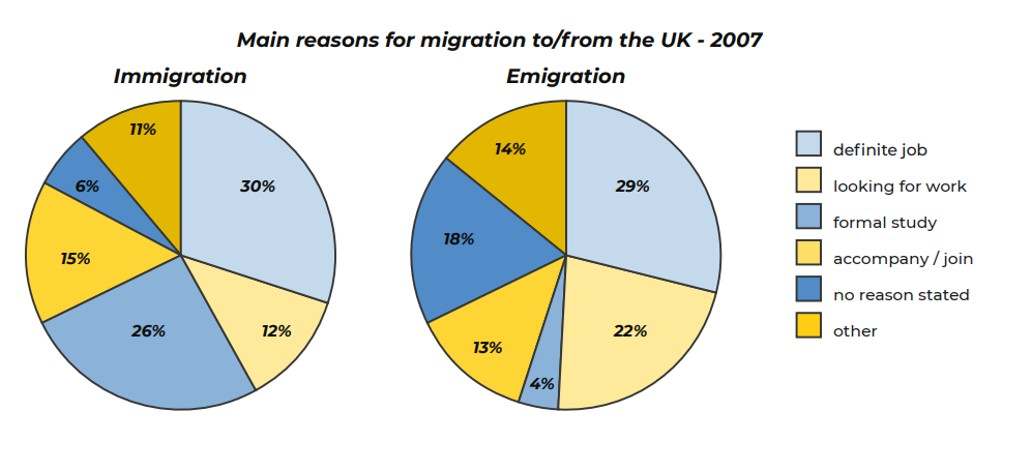 Main reasons for migration to/from the UK - 2007
Immigration
Emigration
11%
30%
6%
15%
26%
12%
14%
29%
18%
13%
4%
22%
definite job
looking for work
formal study
accompany / join
no reason stated
other